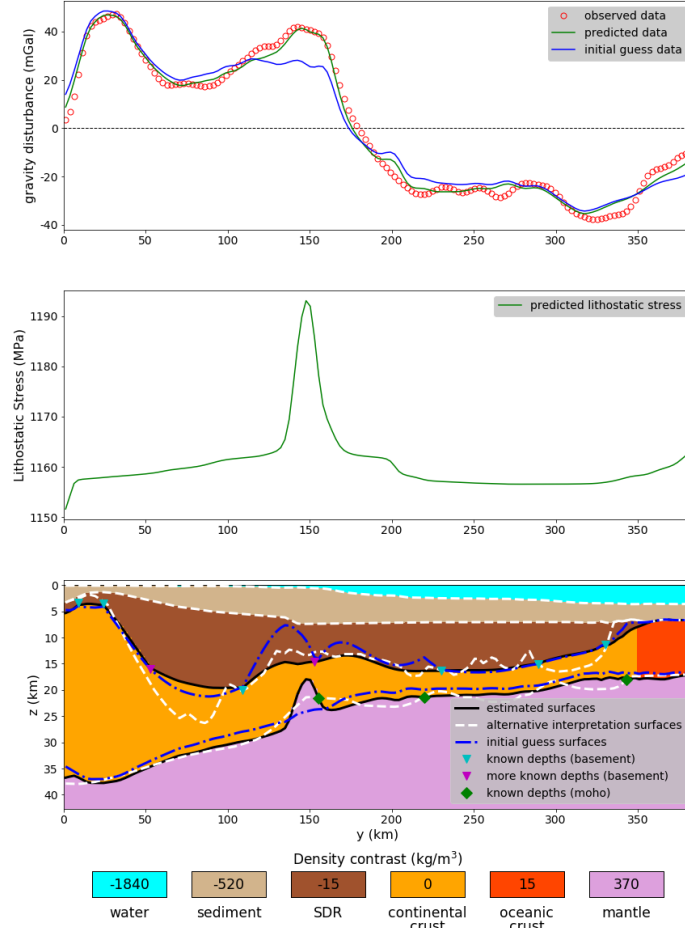 40
20
0
−20
−40
gravity disturbance (mGal)
observed data
predicted data
initial guess data
0 50 100 150 200 250 300 350
1190
1180
1170
1160
1150
Lithostatic Stress (MPa)
predicted lithostatic stress
0 50 100 150 200 250 300 350
0
5
10
15
20
25
30
35
40
z (km)
estimated surfaces
alternative interpretation surfaces
initial guess surfaces
known depths (basement)
more known depths (basement)
known depths (moho)
0 50 100 150 200 250 300 350
y (km)
Density contrast (kg/m³)
-1840 -520 -15 0 15 370
water sediment SDR continental crust oceanic crust mantle